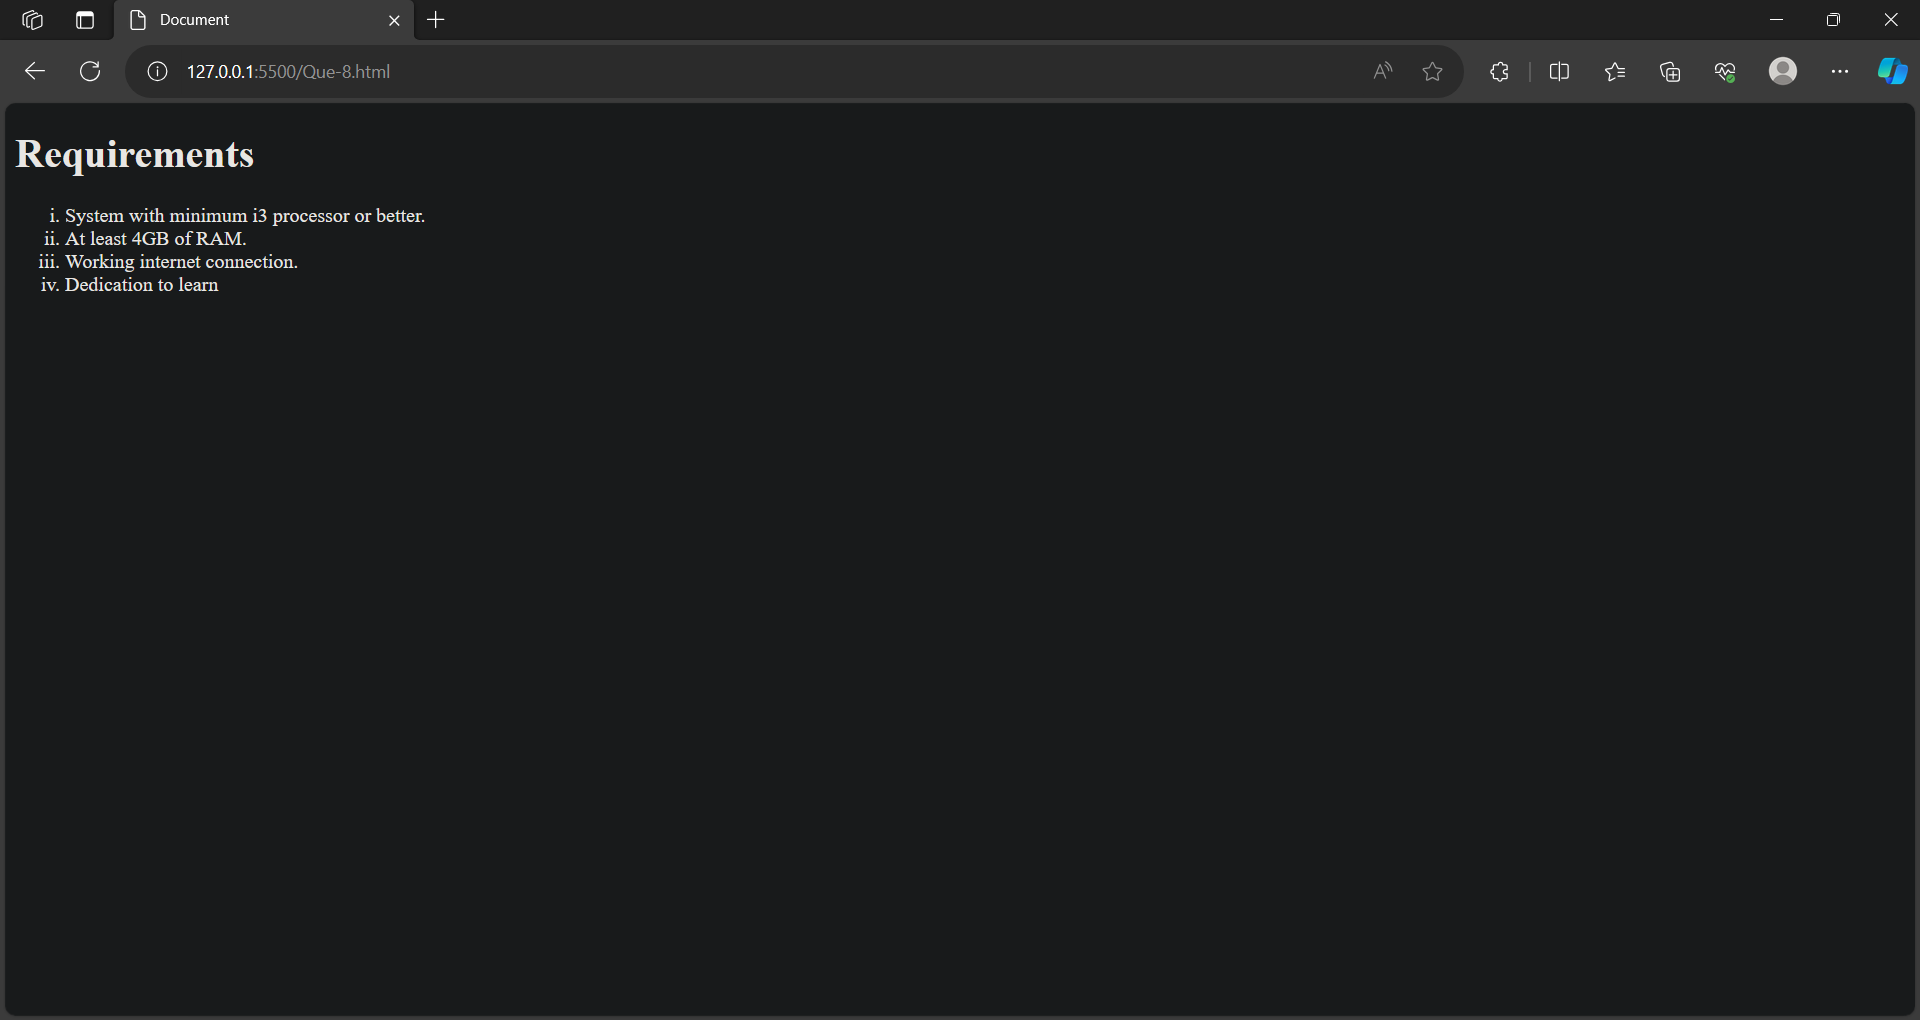 Document
127.0.0.1:5500/Que-8.html
Requirements
i. System with minimum i3 processor or better.
ii. At least 4GB of RAM.
iii. Working internet connection.
iv. Dedication to learn